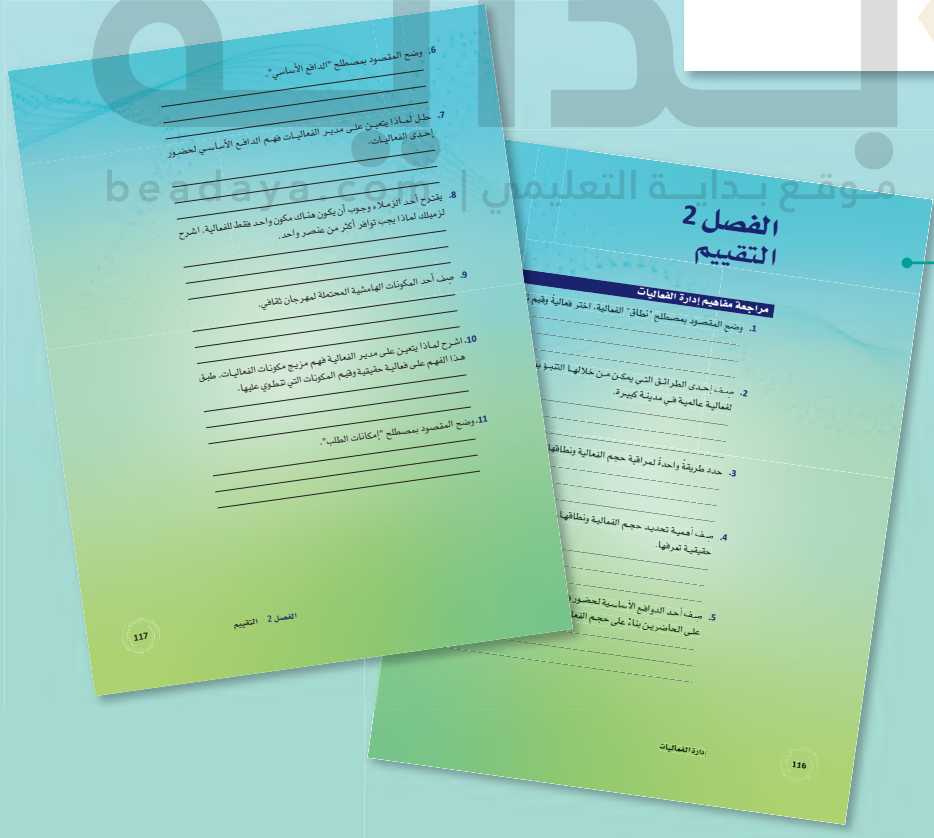 بداية
beadaya.com | موقع بداية التعليمي
الفصل 2
التقييم
مراجعة مفاهيم إدارة الفعاليات
1. وضح المقصود بمصطلح "نطاق" الفعالية. اختر فعالية وقيم
2. صف إحدى الطرائق التي يمكن من خلالها التنبؤ
لفعالية عالمية في مدينة كبيرة.
3. حدد طريقةً واحدةً لمراقبة حجم الفعالية ونطاقها
4. صف أهمية تحديد حجم الفعالية ونطاقها.
حقيقية تعرفها.
5. صف أحد الدوافع الأساسية لحضور
على الحاضرين بناءً على حجم
إدارة الفعاليات
116
6. وضح المقصود بمصطلح "الدافع الأساسي".
7. حلل لماذا يتعين على مدير الفعاليات فهم الدافع الأساسي لحضور
إحدى الفعاليات.
8. يقترح أحد الزملاء وجوب أن يكون هناك مكون واحد فقط للفعالية. اشرح
لزميلك لماذا يجب توافر أكثر من عنصر واحد.
9. صِف أحد المكونات الهامشية المحتملة لمهرجان ثقافي.
10. اشرح لماذا يتعين على مدير الفعالية فهم مزيج مكونات الفعاليات. طبق
هذا الفهم على فعالية حقيقية وقيم المكونات التي تنطوي عليها.
11. وضح المقصود بمصطلح "إمكانات الطلب".
الفصل 2 التقييم
117